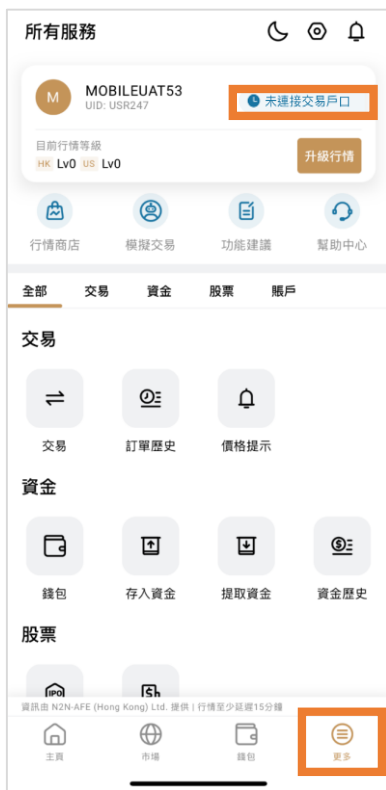 所有服務
M
MOBILEUAT53
UID: USR247
未連接交易戶口
目前行情等級
HK Lv0 US Lv0
升級行情
行情商店 模擬交易 功能建議 幫助中心
全部 交易 資金 股票 賬戶
交易
交易 訂單歷史 價格提示
資金
錢包 存入資金 提取資金 資金歷史
股票
IPO
資訊由 N2N-AFE (Hong Kong) Ltd. 提供 | 行情至少延遲15分鐘
主頁 市場 錢包 更多